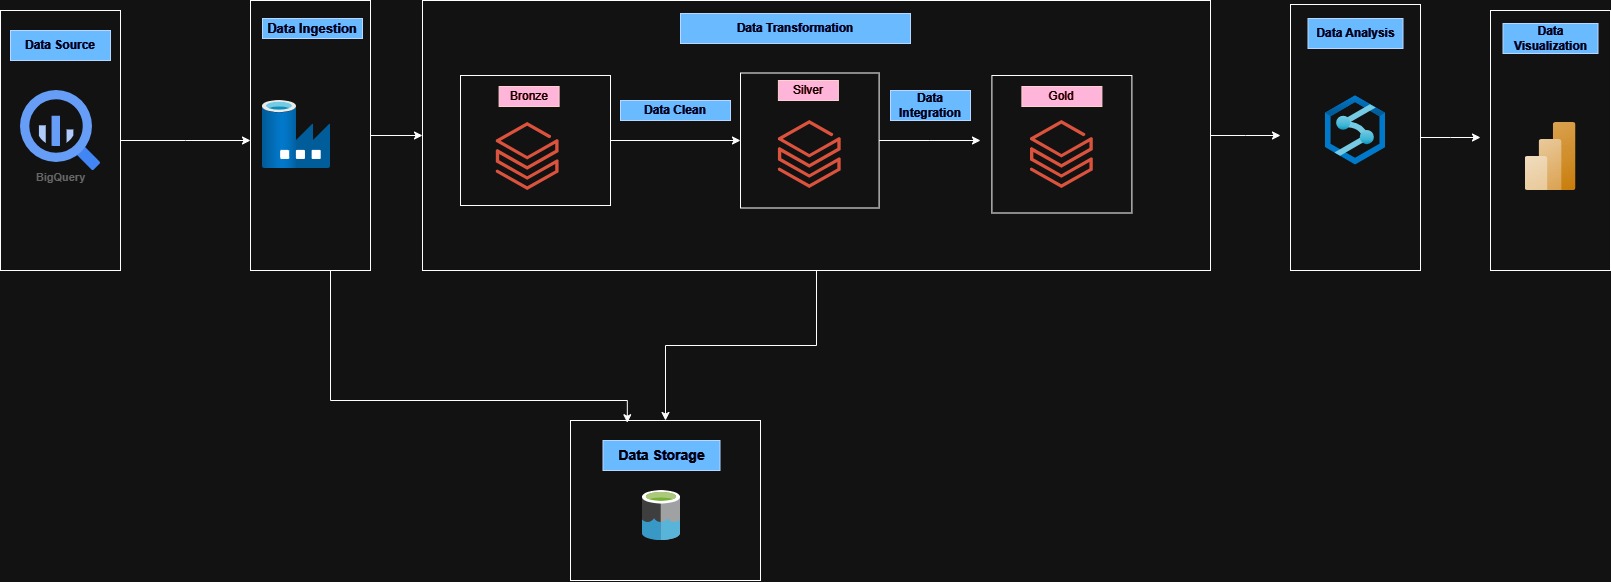 Data Source
BigQuery
Data Ingestion
Data Transformation
Bronze
Data Clean
Silver
Data
Integration
Gold
Data Analysis
Data
Visualization
Data Storage